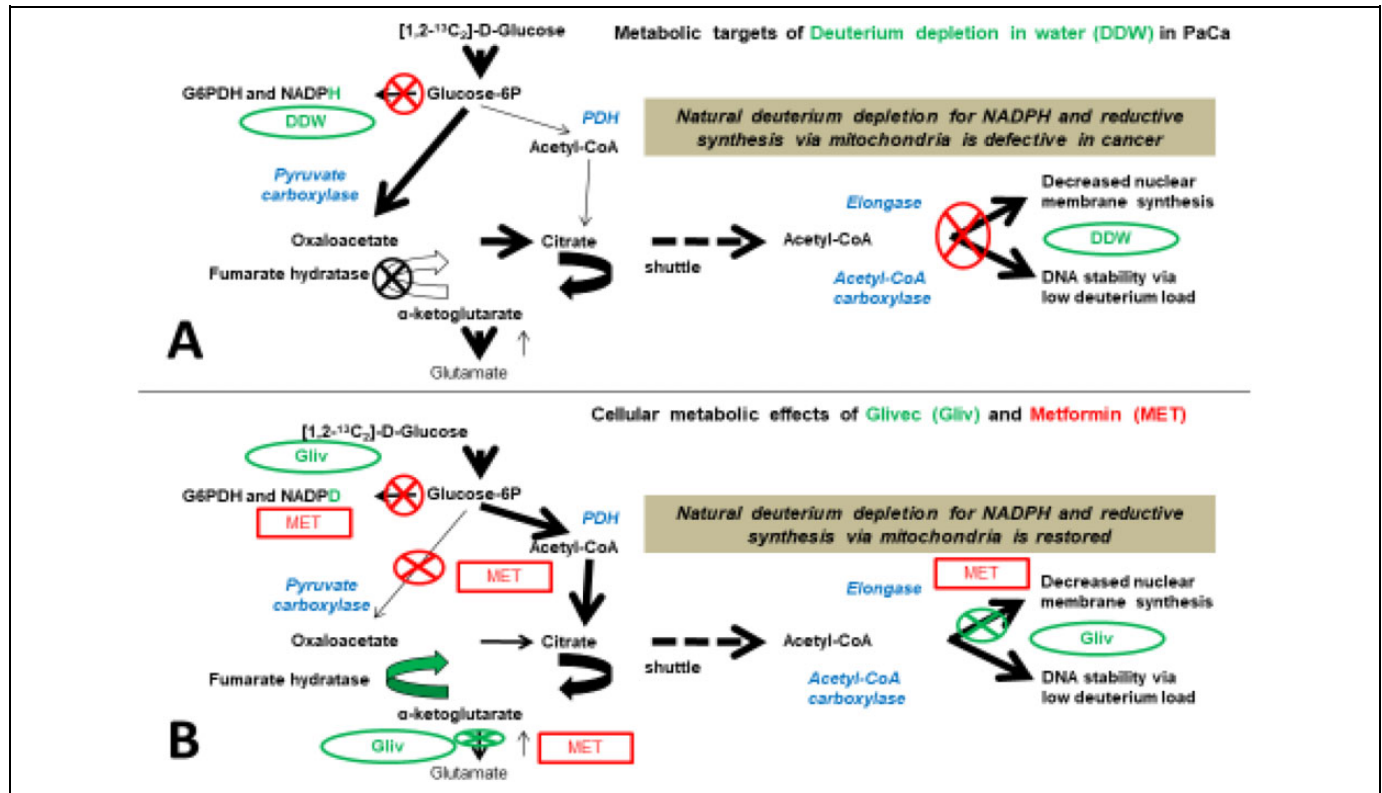 [1,2-¹³C₂]-D-Glucose
Metabolic targets of Deuterium depletion in water (DDW) in PaCa
G6PDH and NADPH
Glucose-6P
DDW
PDH
Acetyl-CoA
Natural deuterium depletion for NADPH and reductive
synthesis via mitochondria is defective in cancer
Pyruvate
carboxylase
Oxaloacetate
Citrate
Fumarate hydratase
α-ketoglutarate
Glutamate
shuttle
Elongase
Acetyl-CoA
Acetyl-CoA
carboxylase
Decreased nuclear
membrane synthesis
DDW
DNA stability via
low deuterium load
A
Cellular metabolic effects of Glivec (Gliv) and Metformin (MET)
[1,2-¹³C₂]-D-Glucose
Gliv
G6PDH and NADPD
Glucose-6P
MET
PDH
Acetyl-CoA
MET
Natural deuterium depletion for NADPH and reductive
synthesis via mitochondria is restored
Pyruvate
carboxylase
Oxaloacetate
Citrate
Fumarate hydratase
α-ketoglutarate
Gliv
MET
Glutamate
shuttle
Elongase
MET
Acetyl-CoA
Acetyl-CoA
carboxylase
Decreased nuclear
membrane synthesis
Gliv
DNA stability via
low deuterium load
B